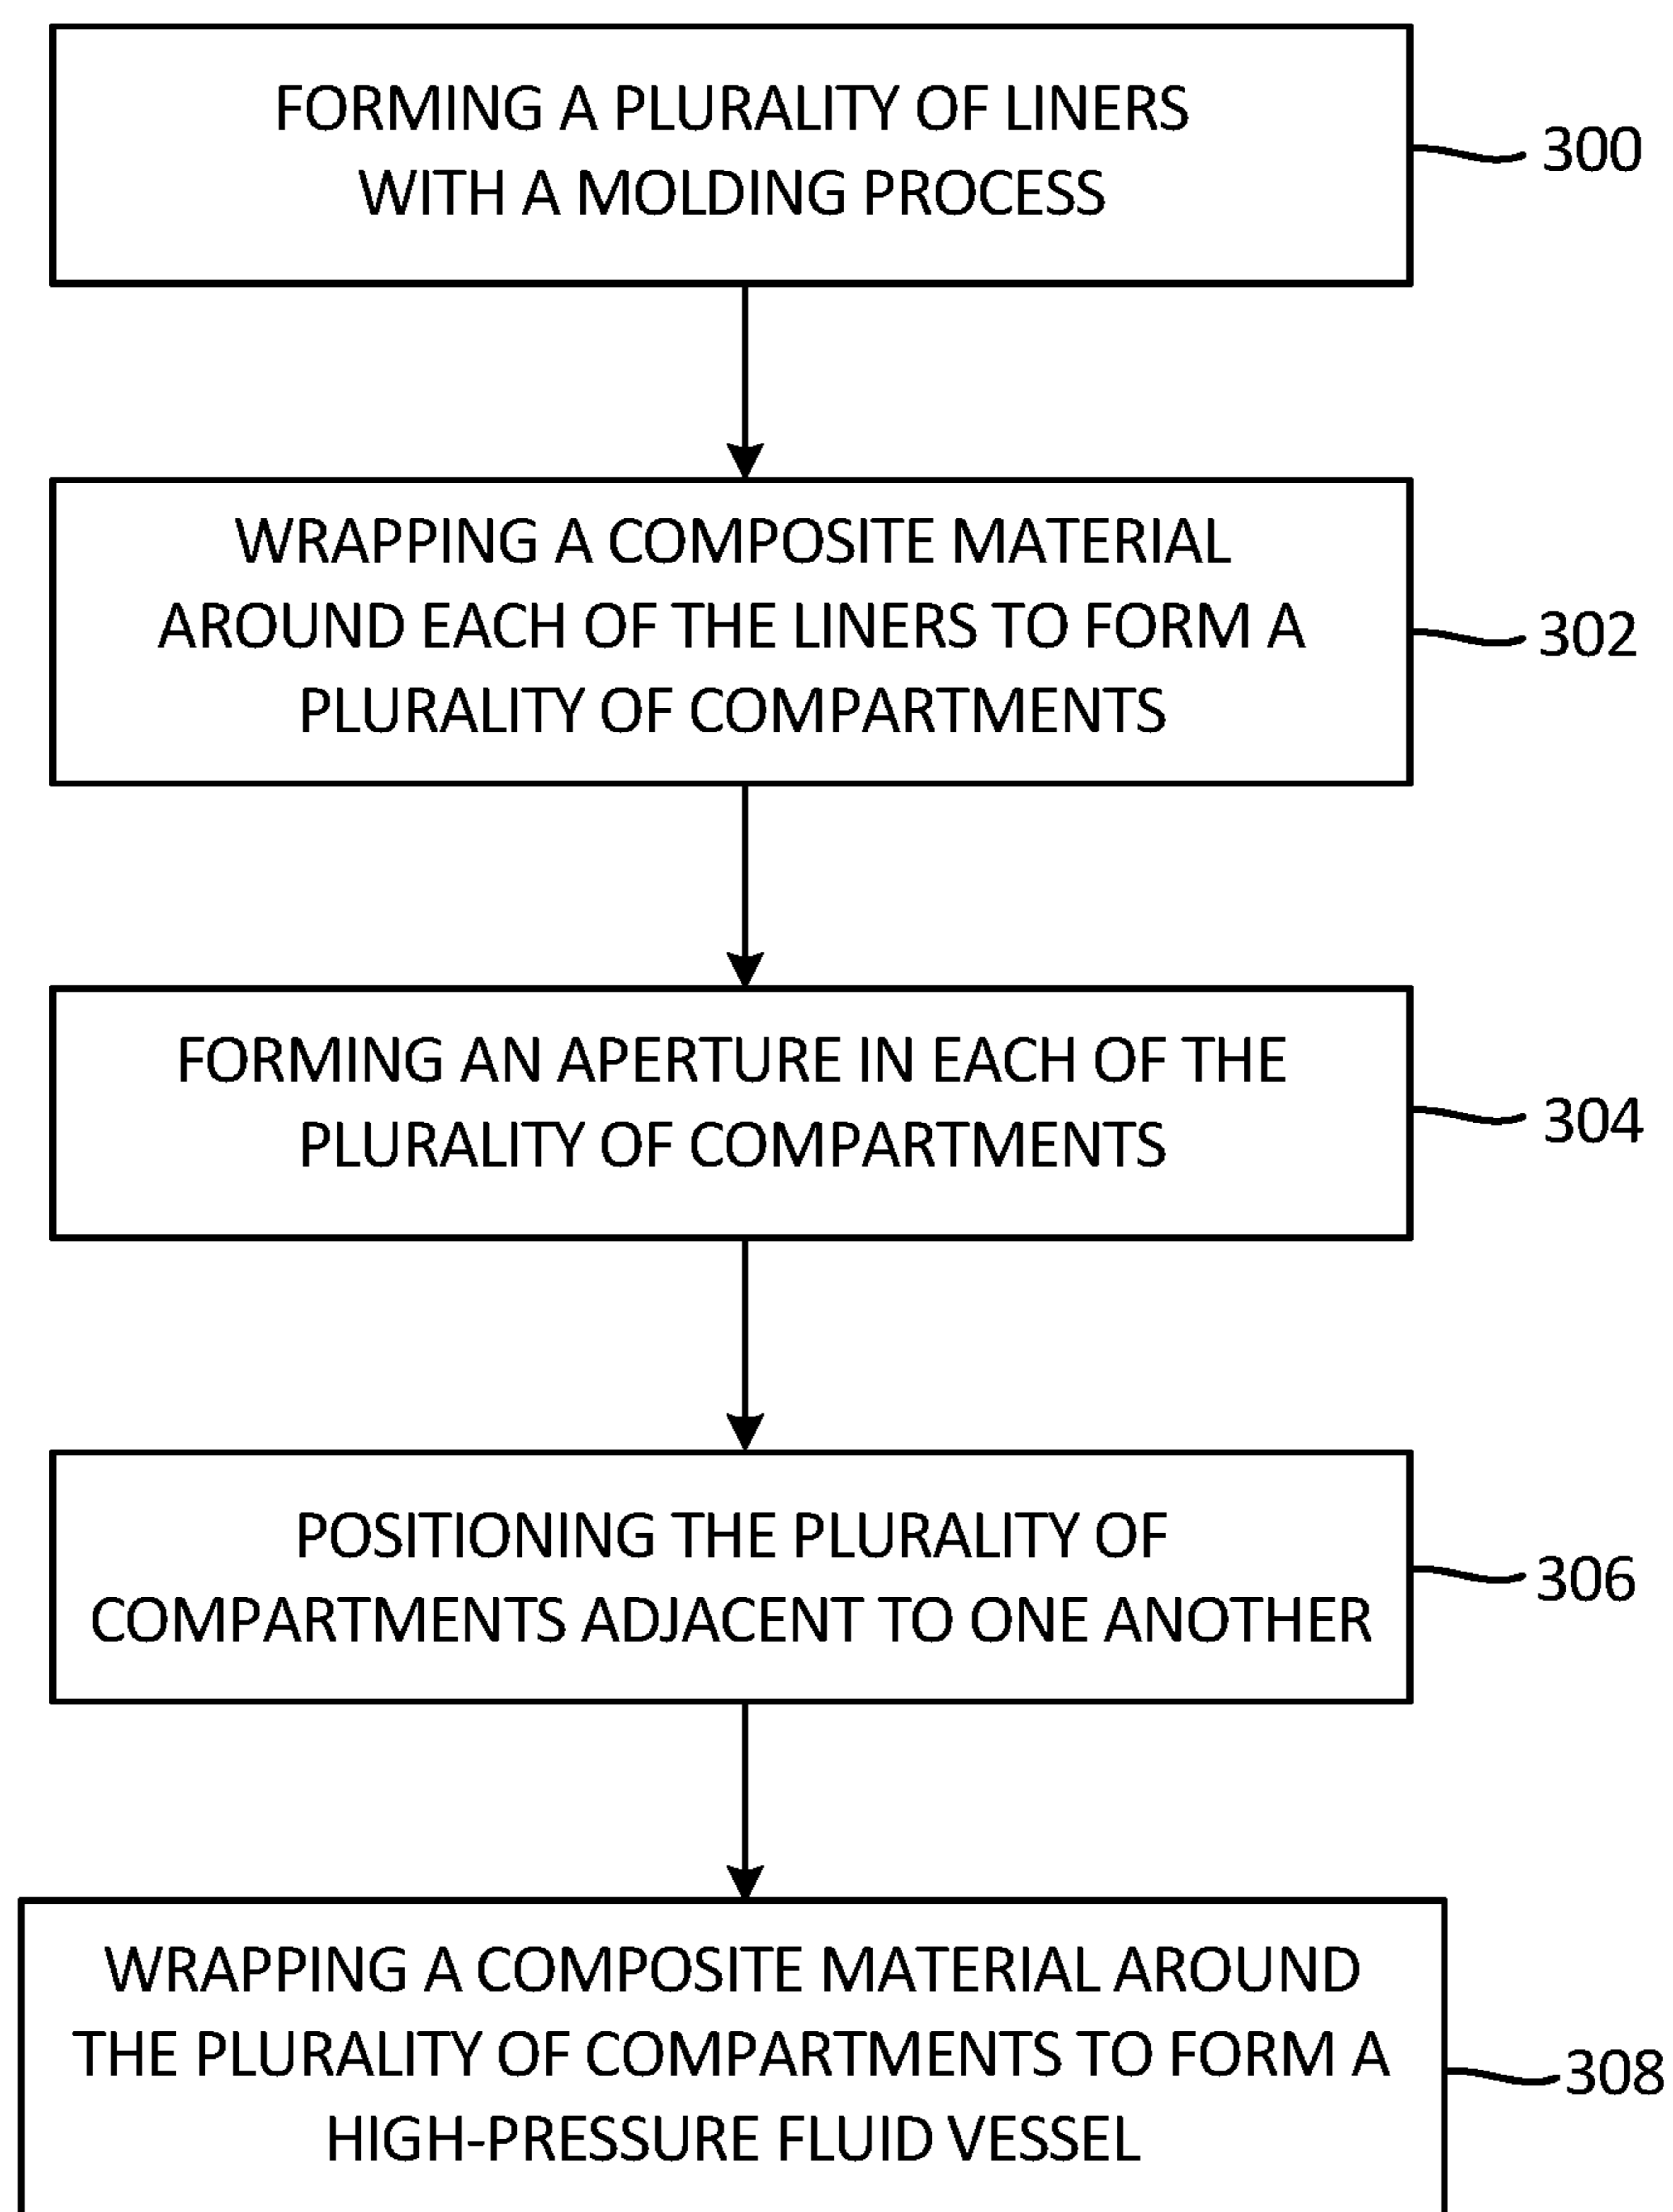 FORMING A PLURALITY OF LINERS
WITH A MOLDING PROCESS
300
WRAPPING A COMPOSITE MATERIAL
AROUND EACH OF THE LINERS TO FORM A
PLURALITY OF COMPARTMENTS
302
FORMING AN APERTURE IN EACH OF THE
PLURALITY OF COMPARTMENTS
304
POSITIONING THE PLURALITY OF
COMPARTMENTS ADJACENT TO ONE ANOTHER
306
WRAPPING A COMPOSITE MATERIAL AROUND
THE PLURALITY OF COMPARTMENTS TO FORM A
HIGH-PRESSURE FLUID VESSEL
308